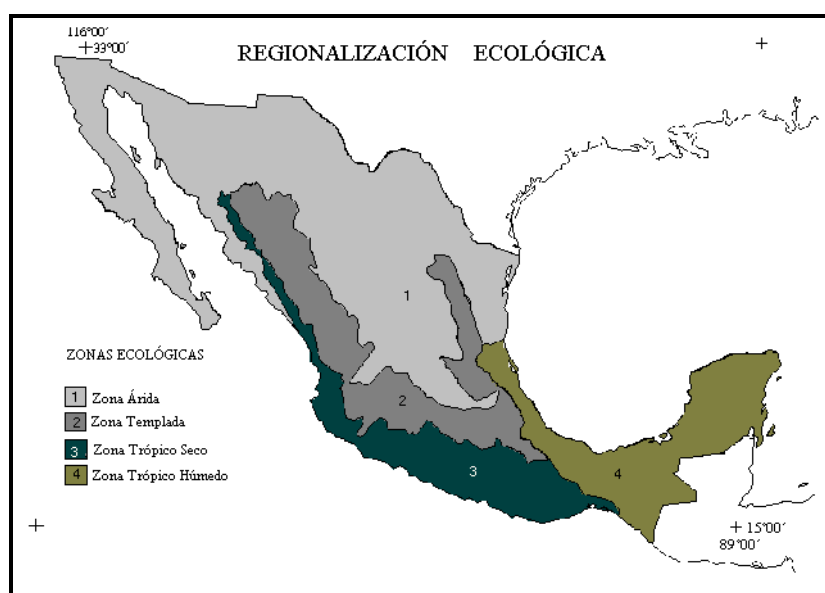 116°00´
33°00´
REGIONALIZACIÓN ECOLÓGICA
1
ZONAS ECOLÓGICAS
1 Zona Árida
2 Zona Templada
3 Zona Trópico Seco
4 Zona Trópico Húmedo
2
3
4
15°00´
89°00´